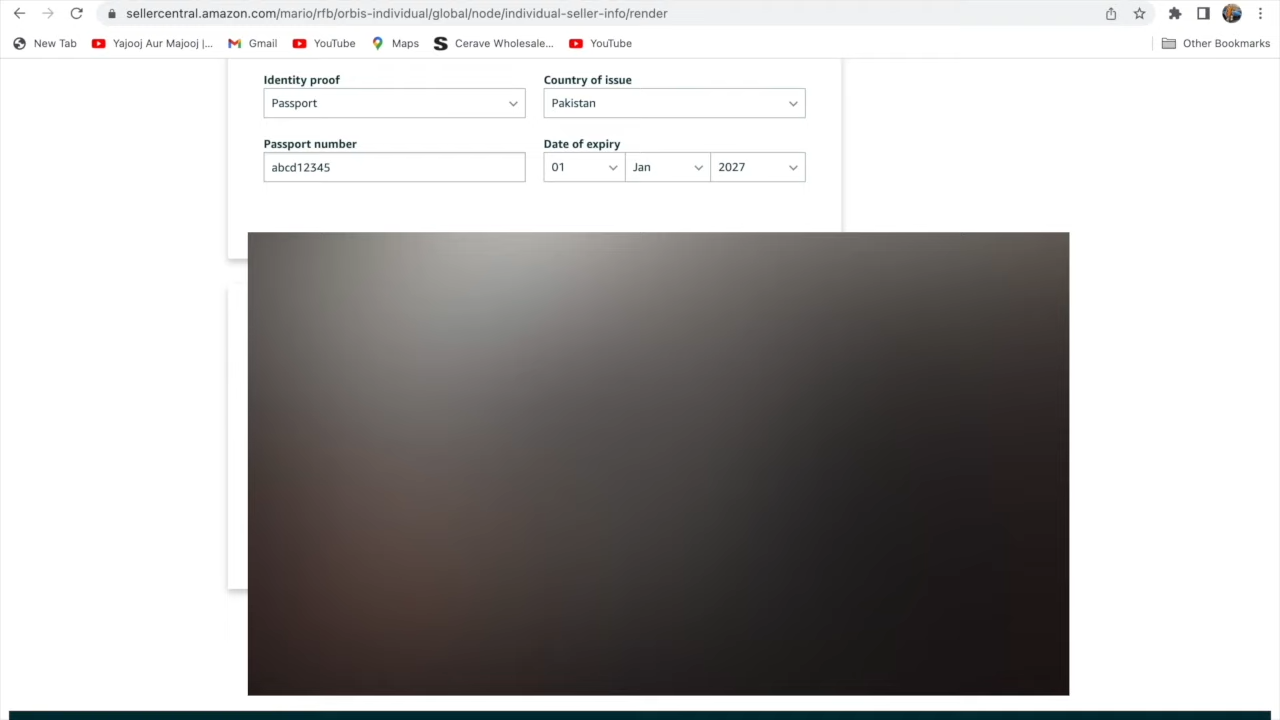 sellercentral.amazon.com/mario/rfb/orbis-individual/global/node/individual-seller-info/render
New Tab Yajooj Aur Majooj |... Gmail YouTube Maps Cerave Wholesale... YouTube Other Bookmarks
Identity proof Country of issue
Passport Pakistan
Passport number Date of expiry
abcd12345 01 Jan 2027